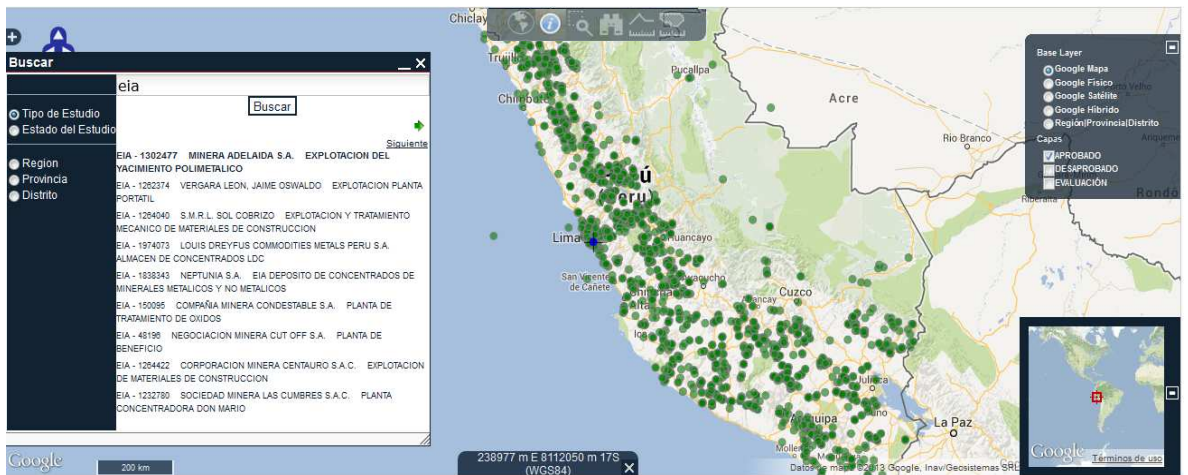 Buscar
eia
Buscar
Tipo de Estudio
Estado del Estudio
Region
Provincia
Distrito
Siguiente
EIA - 1302477 MINERA ADELAIDA S.A. EXPLOTACION DEL
YACIMIENTO POLIMETALICO
EIA - 1262374 VERGARA LEON, JAIME OSWALDO EXPLOTACION PLANTA
PORTATIL
EIA - 1264040 S.M.R.L. SOL COBRIZO EXPLOTACION Y TRATAMIENTO
MECANICO DE MATERIALES DE CONSTRUCCION
EIA - 1974073 LOUIS DREYFUS COMMODITIES METALS PERU S.A.
ALMACEN DE CONCENTRADOS LDC
EIA - 1838343 NEPTUNIA S.A. EIA DEPOSITO DE CONCENTRADOS DE
MINERALES METALICOS Y NO METALICOS
EIA - 150095 COMPAÑIA MINERA CONDESTABLE S.A. PLANTA DE
TRATAMIENTO DE OXIDOS
EIA - 48196 NEGOCIACION MINERA CUT OFF S.A. PLANTA DE
BENEFICIO
EIA - 1264422 CORPORACION MINERA CENTAURO S.A.C. EXPLOTACION
DE MATERIALES DE CONSTRUCCION
EIA - 1232780 SOCIEDAD MINERA LAS CUMBRES S.A.C. PLANTA
CONCENTRADORA DON MARIO
Google
200 km
Chiclay
Trujillo
Pucallpa
Chimbote
Acre
Rio Branco
(Peru)
Lima
Huancayo
San Vicente
de Cañete
Cuzco
Alta
Juliaca
La Paz
Riberalta
238977 m E 8112050 m 17S
(WGS84)
Base Layer
Google Mapa
Google Físico
Google Satélite
Google Híbrido
Región|Provincia|Distrito
Capas
APROBADO
DESAPROBADO
EVALUACIÓN
Google
Términos de uso